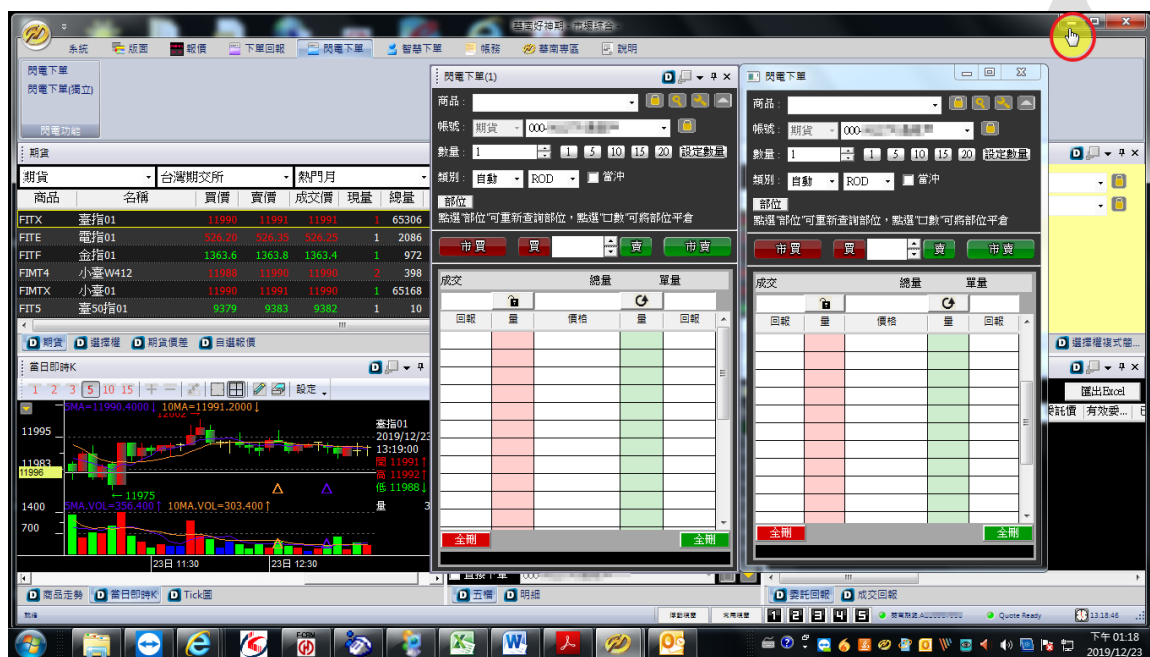 華南好神期 - 市場綜合 -
系統 版面 報價 下單回報 閃電下單 智慧下單 帳務 華南專區 說明
閃電下單
閃電下單(獨立)
閃電功能
期貨
期貨 台灣期交所 熱門月
商品 名稱 買價 賣價 成交價 現量 總量
FITX 臺指01 11990 11991 11991 1 65306
FITE 電指01 526.20 526.35 526.25 1 2086
FITF 金指01 1363.6 1363.8 1363.4 1 972
FIMT4 小臺W412 11988 11990 11990 2 398
FIMTX 小臺01 11990 11991 11990 1 65168
FIT5 臺50指01 9379 9383 9382 1 10
期貨 選擇權 期貨價差 自選報價
當日即時K
1 2 3 5 10 15 設定
5MA=11990.4000↓ 10MA=11991.2000↓
12002
臺指01
2019/12/23
13:19:00
開 11991↑
高 11992↑
低 11988↓
量 3
11995
11983
11996
← 11975
1400
5MA.VOL=356.400↑ 10MA.VOL=303.400↑
700
23日 11:30 23日 12:30
商品走勢 當日即時K Tick圖
閃電下單(1)
商品:
帳號: 期貨 000-
數量: 1 1 5 10 15 20 設定數量
類別: 自動 ROD 當沖
部位
點選"部位"可重新查詢部位,點選"口數"可將部位平倉
市買 買 賣 市賣
成交 總量 單量
回報 量 價格 量 回報
全刪 全刪
閃電下單
商品:
帳號: 期貨 000-
數量: 1 1 5 10 15 20 設定數量
類別: 自動 ROD 當沖
部位
點選"部位"可重新查詢部位,點選"口數"可將部位平倉
市買 買 賣 市賣
成交 總量 單量
回報 量 價格 量 回報
全刪 全刪
選擇權複式簡...
匯出Excel
委託價 有效委...
直接下單 000
五檔 明細
委託回報 成交回報
1 2 3 4 5 Quote Ready 13:18:46
下午 01:18
2019/12/23